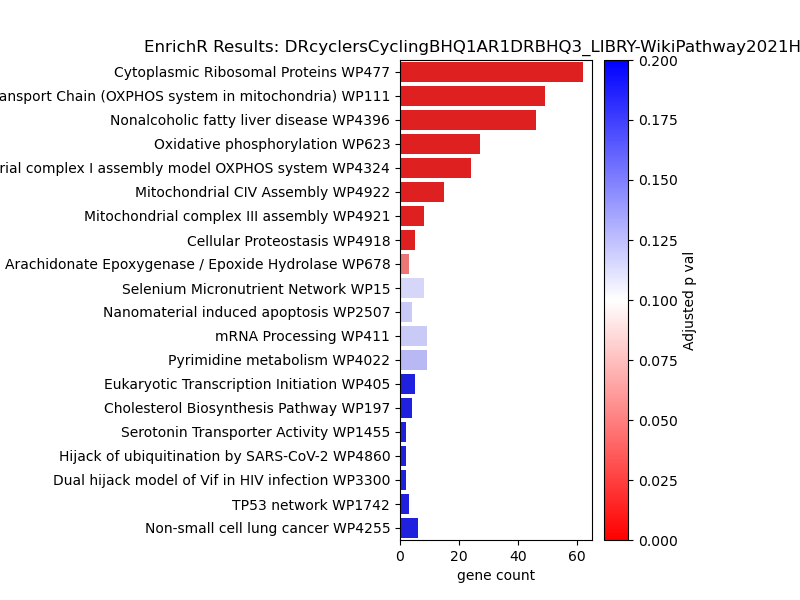 EnrichR Results: DRcyclersCyclingBHQ1AR1DRBHQ3_LIBRY-WikiPathway2021H
Cytoplasmic Ribosomal Proteins WP477
ansport Chain (OXPHOS system in mitochondria) WP111
Nonalcoholic fatty liver disease WP4396
Oxidative phosphorylation WP623
rial complex I assembly model OXPHOS system WP4324
Mitochondrial CIV Assembly WP4922
Mitochondrial complex III assembly WP4921
Cellular Proteostasis WP4918
Arachidonate Epoxygenase / Epoxide Hydrolase WP678
Selenium Micronutrient Network WP15
Nanomaterial induced apoptosis WP2507
mRNA Processing WP411
Pyrimidine metabolism WP4022
Eukaryotic Transcription Initiation WP405
Cholesterol Biosynthesis Pathway WP197
Serotonin Transporter Activity WP1455
Hijack of ubiquitination by SARS-CoV-2 WP4860
Dual hijack model of Vif in HIV infection WP3300
TP53 network WP1742
Non-small cell lung cancer WP4255
0 20 40 60
gene count
0.200
0.175
0.150
0.125
0.100
0.075
0.050
0.025
0.000
Adjusted p val